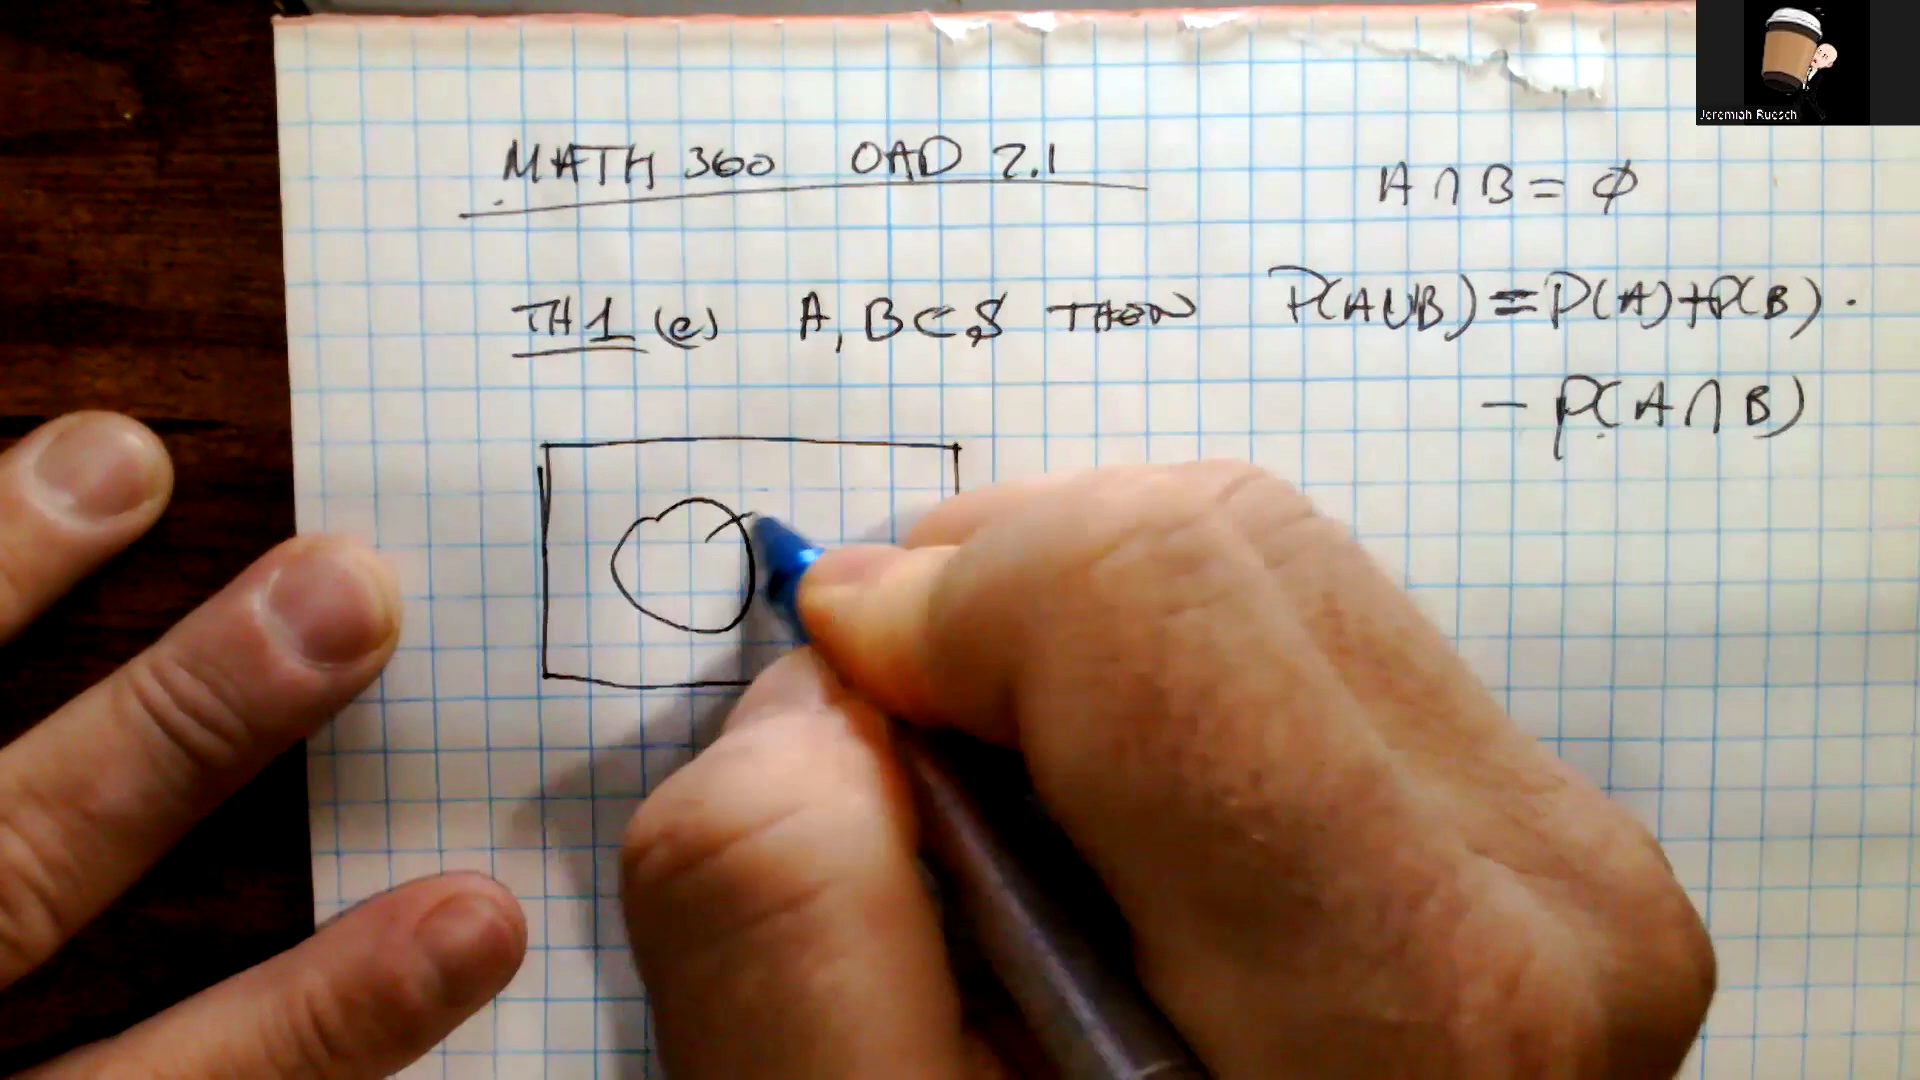 MATH 360 OAD 2.1
A ∩ B = ∅
TH 1 (e) A, B ⊂ S THEN P(A∪B) = P(A)+P(B).
− P(A ∩ B)
Jeremiah Ruesch